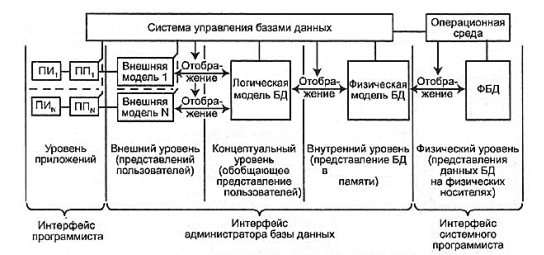 Система управления базами данных
Операционная
среда
ПИ₁
ПП₁
Внешняя
модель 1
Отобра-
жение
ПИN
ППN
Внешняя
модель N
Отобра-
жение
Логическая
модель БД
Отобра-
жение
Физическая
модель БД
Отобра-
жение
ФБД
Уровень
приложений
Внешний уровень
(представлений
пользователей)
Концептуальный
уровень
(обобщающее
представление
пользователей)
Внутренний уровень
(представление БД
в
памяти)
Физический уровень
(представления
данных БД
на физических
носителях)
Интерфейс
программиста
Интерфейс
администратора базы данных
Интерфейс
системного
программиста